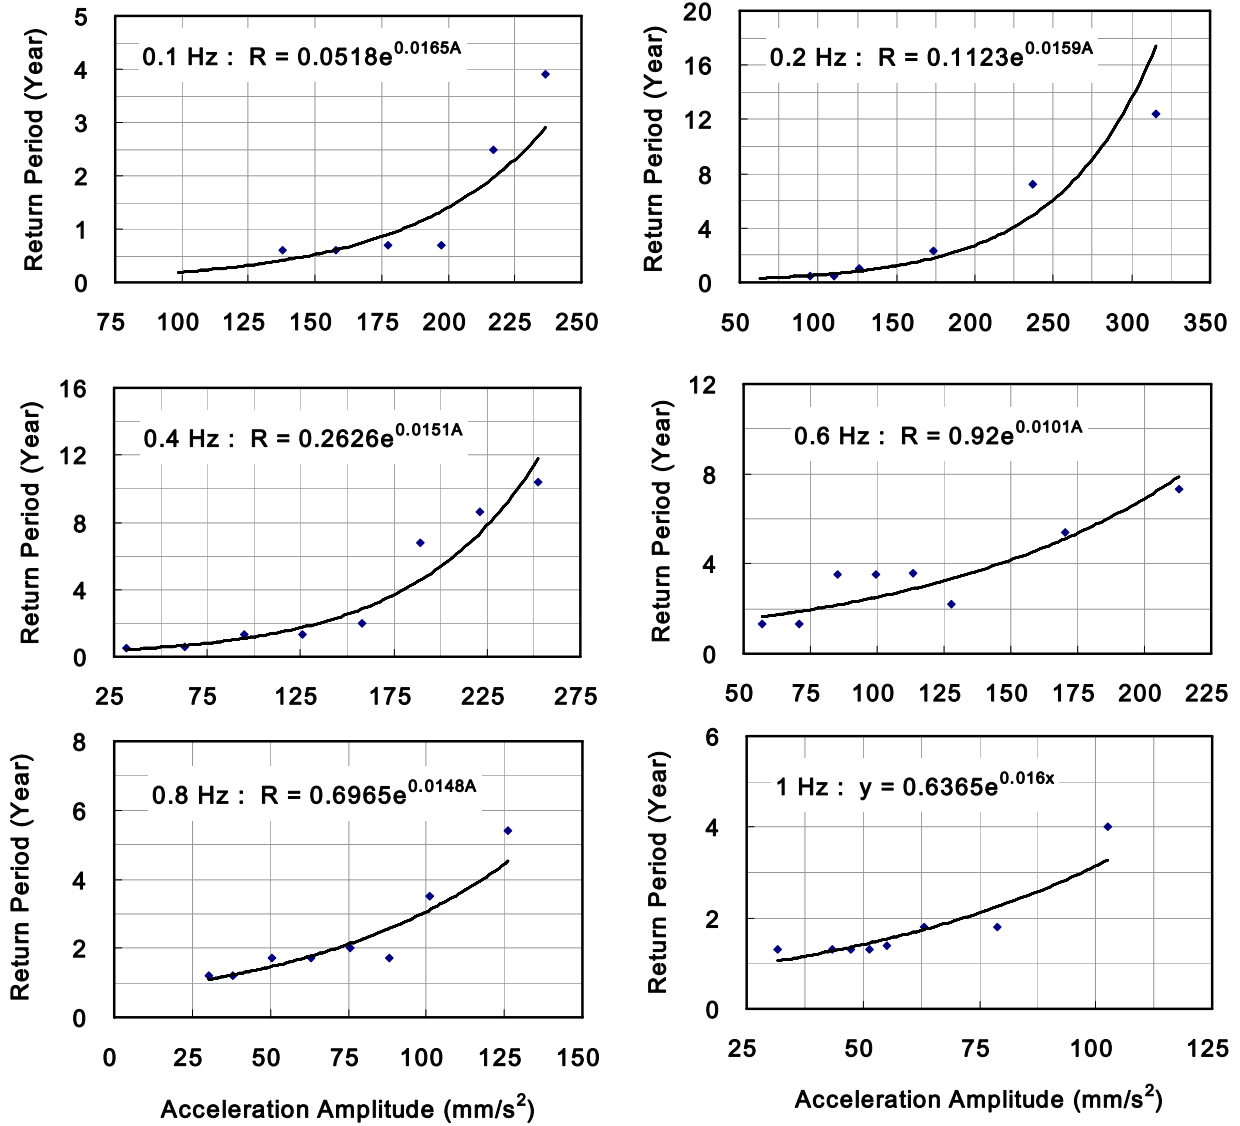 Return Period (Year)
5
4
3
2
1
0
0.1 Hz : R = 0.0518e^0.0165A
75 100 125 150 175 200 225 250
Return Period (Year)
20
16
12
8
4
0
0.2 Hz : R = 0.1123e^0.0159A
50 100 150 200 250 300 350
Return Period (Year)
16
12
8
4
0
0.4 Hz : R = 0.2626e^0.0151A
25 75 125 175 225 275
Return Period (Year)
12
8
4
0
0.6 Hz : R = 0.92e^0.0101A
50 75 100 125 150 175 200 225
Return Period (Year)
8
6
4
2
0
0.8 Hz : R = 0.6965e^0.0148A
0 25 50 75 100 125 150
Acceleration Amplitude (mm/s²)
Return Period (Year)
6
4
2
0
1 Hz : y = 0.6365e^0.016x
25 50 75 100 125
Acceleration Amplitude (mm/s²)